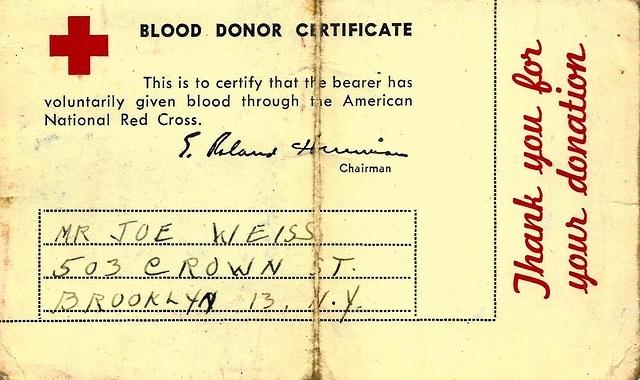 BLOOD DONOR CERTIFICATE
This is to certify that the bearer has
voluntarily given blood through the American
National Red Cross.
E. Roland Harriman
Chairman
MR JOE WEISS
503 CROWN ST.
BROOKLYN 13. N.Y.
Thank you for
your donation